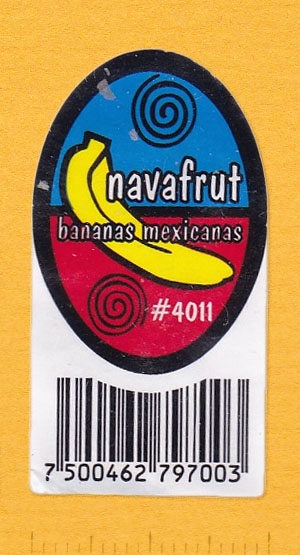 navafrut
bananas mexicanas
#4011
7 500462 797003